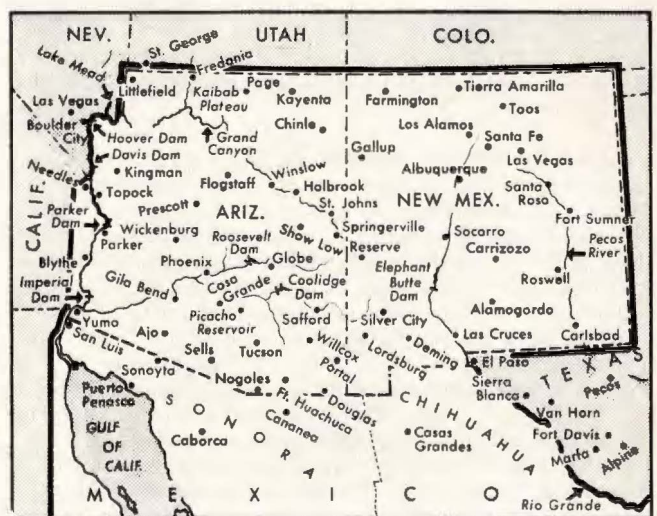 NEV.
UTAH
COLO.
St. George
Lake Mead
Fredania
Littlefield
Kaibab
Plateau
Page
Kayenta
Farmington
Tierra Amarilla
Toos
Las Vegas
Boulder
City
Hoover Dam
Davis Dam
Grand
Canyon
Chinle
Los Alamos
Santa Fe
Gallup
Las Vegas
Needles
Kingman
Topock
Flagstaff
Winslow
Holbrook
Albuquerque
Santa
Rosa
CALIF.
Prescott
ARIZ.
St. Johns
NEW MEX.
Fort Sumner
Parker
Dam
Parker
Wickenburg
Show Low
Springerville
Reserve
Socorro
Carrizozo
Pecos
River
Roosevelt
Dam
Blythe
Phoenix
Globe
Elephant
Butte
Dam
Roswell
Imperial
Dam
Gila Bend
Casa
Grande
Coolidge
Dam
Alamogordo
Picacho
Reservoir
Safford
Silver City
Yuma
San Luis
Ajo
Las Cruces
Carlsbad
Sells
Tucson
Willcox
Lordsburg
Deming
El Paso
Sonoyta
Portal
TEXAS
Nogoles
Sierra
Blanca
Pecos
Puerto
Penasco
Ft. Huachuca
Douglas
CHIHUAHUA
Van Horn
GULF
OF
CALIF.
SONORA
Caborca
Cananea
Casas
Grandes
Fort Davis
Marfa
Alpine
MEXICO
Rio Grande